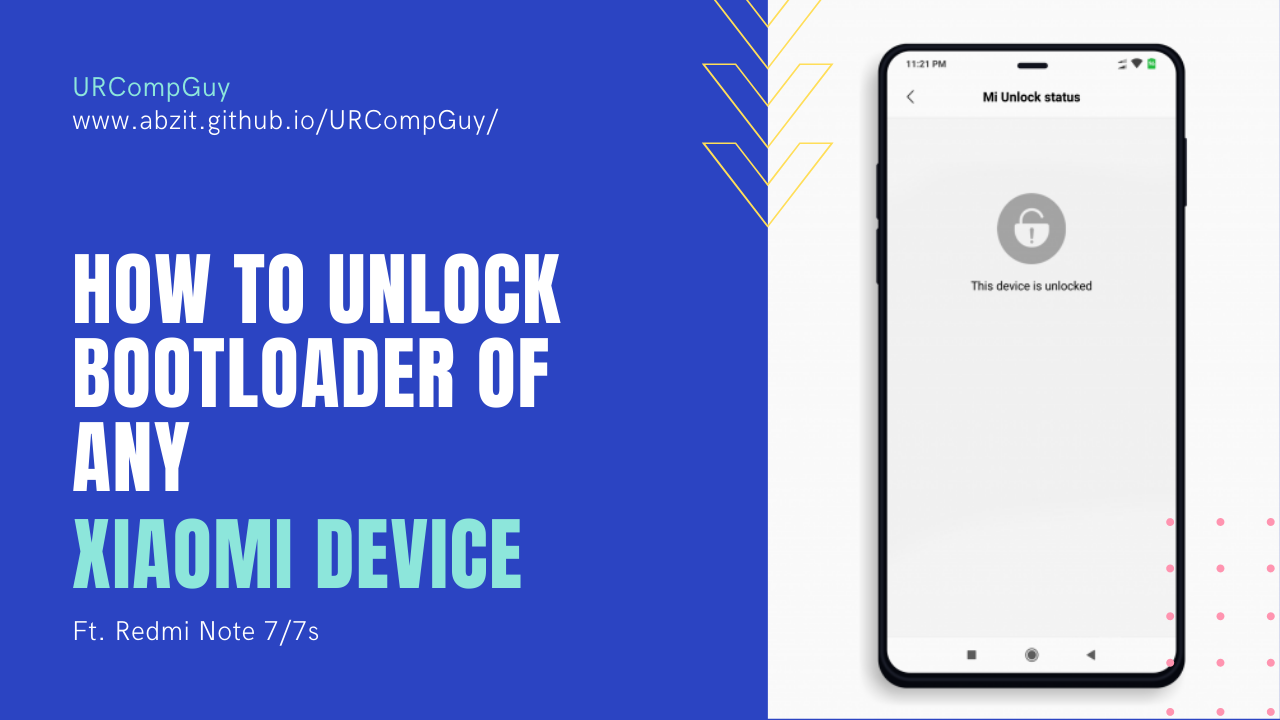 URCompGuy
www.abzit.github.io/URCompGuy/
HOW TO UNLOCK
BOOTLOADER OF
ANY
XIAOMI DEVICE
Ft. Redmi Note 7/7s
11:21 PM
Mi Unlock status
This device is unlocked